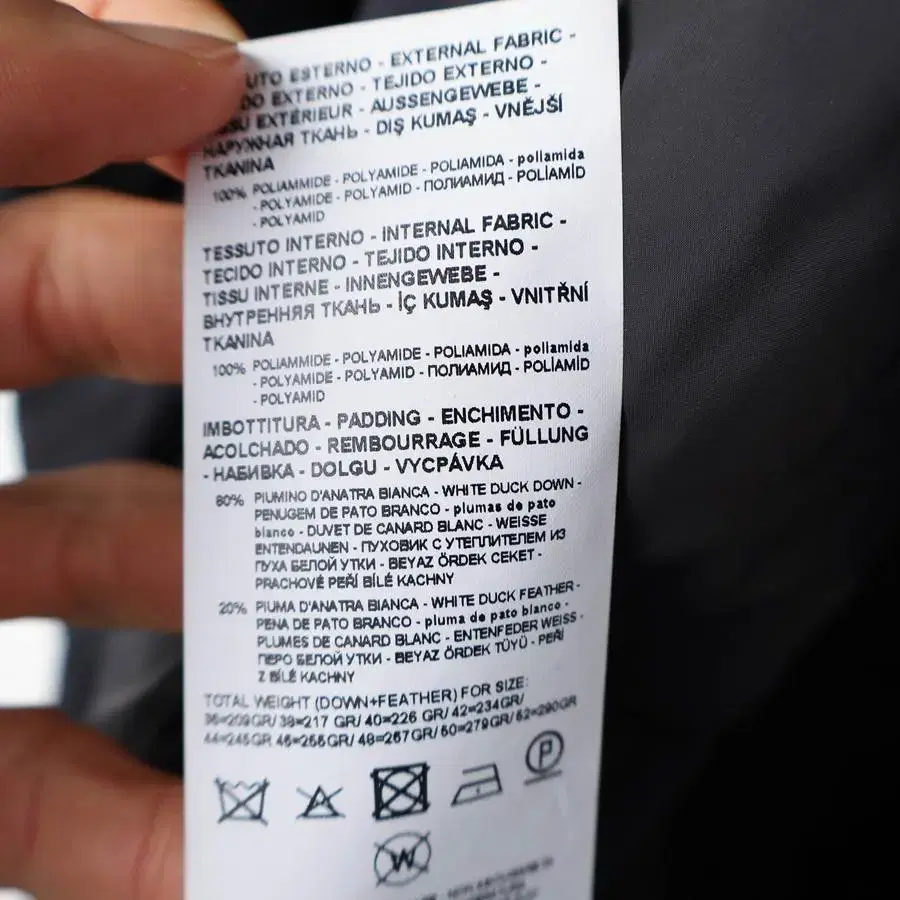 UTO ESTERNO - EXTERNAL FABRIC -
DO EXTERNO - TEJIDO EXTERNO -
SU EXTÉRIEUR - AUSSENGEWEBE -
НАРУЖНАЯ ТКАНЬ - DIŞ KUMAŞ - VNĚJŠÍ
TKANINA
100% POLIAMMIDE - POLYAMIDE - POLIAMIDA - poliamida
- POLYAMIDE - POLYAMID - ПОЛИАМИД - POLİAMİD
- POLYAMID
TESSUTO INTERNO - INTERNAL FABRIC -
TECIDO INTERNO - TEJIDO INTERNO -
TISSU INTERNE - INNENGEWEBE -
ВНУТРЕННЯЯ ТКАНЬ - İÇ KUMAŞ - VNITŘNÍ
TKANINA
100% POLIAMMIDE - POLYAMIDE - POLIAMIDA - poliamida
- POLYAMIDE - POLYAMID - ПОЛИАМИД - POLİAMİD
- POLYAMID
IMBOTTITURA - PADDING - ENCHIMENTO -
ACOLCHADO - REMBOURRAGE - FÜLLUNG
- НАБИВКА - DOLGU - VYCPÁVKA
80% PIUMINO D'ANATRA BIANCA - WHITE DUCK DOWN -
PENUGEM DE PATO BRANCO - plumas de pato
blanco - DUVET DE CANARD BLANC - WEISSE
ENTENDAUNEN - ПУХОВИК С УТЕПЛИТЕЛЕМ ИЗ
ПУХА БЕЛОЙ УТКИ - BEYAZ ÖRDEK CEKET -
PRACHOVÉ PEŘÍ BÍLÉ KACHNY
20% PIUMA D'ANATRA BIANCA - WHITE DUCK FEATHER -
PENA DE PATO BRANCO - pluma de pato blanco -
PLUMES DE CANARD BLANC - ENTENFEDER WEISS -
ПЕРО БЕЛОЙ УТКИ - BEYAZ ÖRDEK TÜYÜ - PEŘÍ
Z BÍLÉ KACHNY
TOTAL WEIGHT (DOWN+FEATHER) FOR SIZE:
36=209GR/ 38=217 GR/ 40=226 GR/ 42=234GR/
44=245GR 46=256GR/ 48=267GR/ 50=279GR/ 52=290GR
P
W